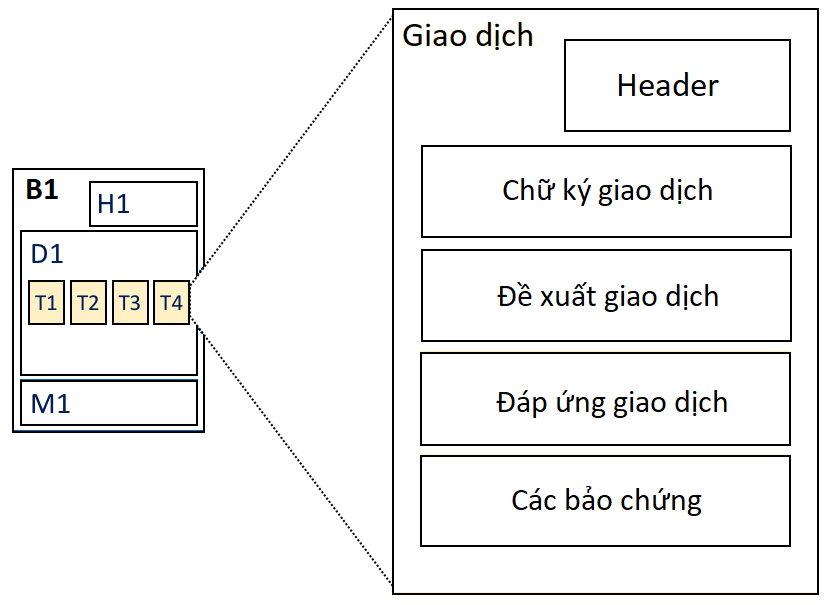 B1
H1
D1
T1 T2 T3 T4
M1
Giao dịch
Header
Chữ ký giao dịch
Đề xuất giao dịch
Đáp ứng giao dịch
Các bảo chứng